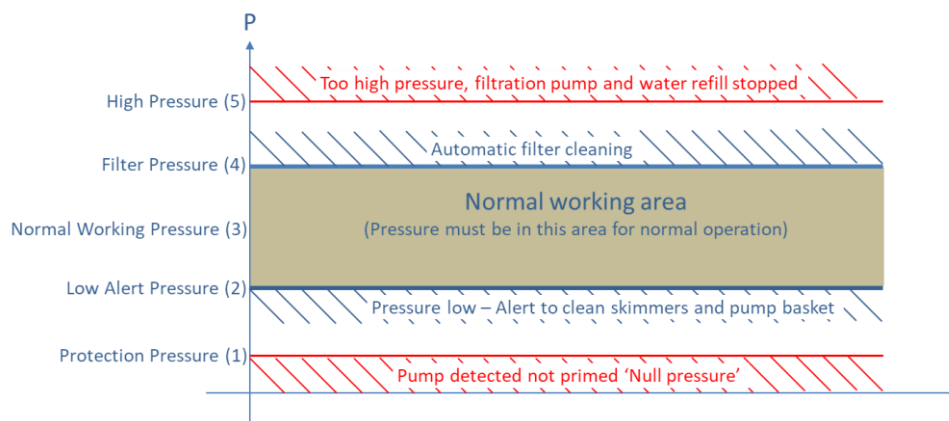 P
Too high pressure, filtration pump and water refill stopped
High Pressure (5)
Automatic filter cleaning
Filter Pressure (4)
Normal working area
Normal Working Pressure (3)
(Pressure must be in this area for normal operation)
Low Alert Pressure (2)
Pressure low – Alert to clean skimmers and pump basket
Protection Pressure (1)
Pump detected not primed ‘Null pressure’